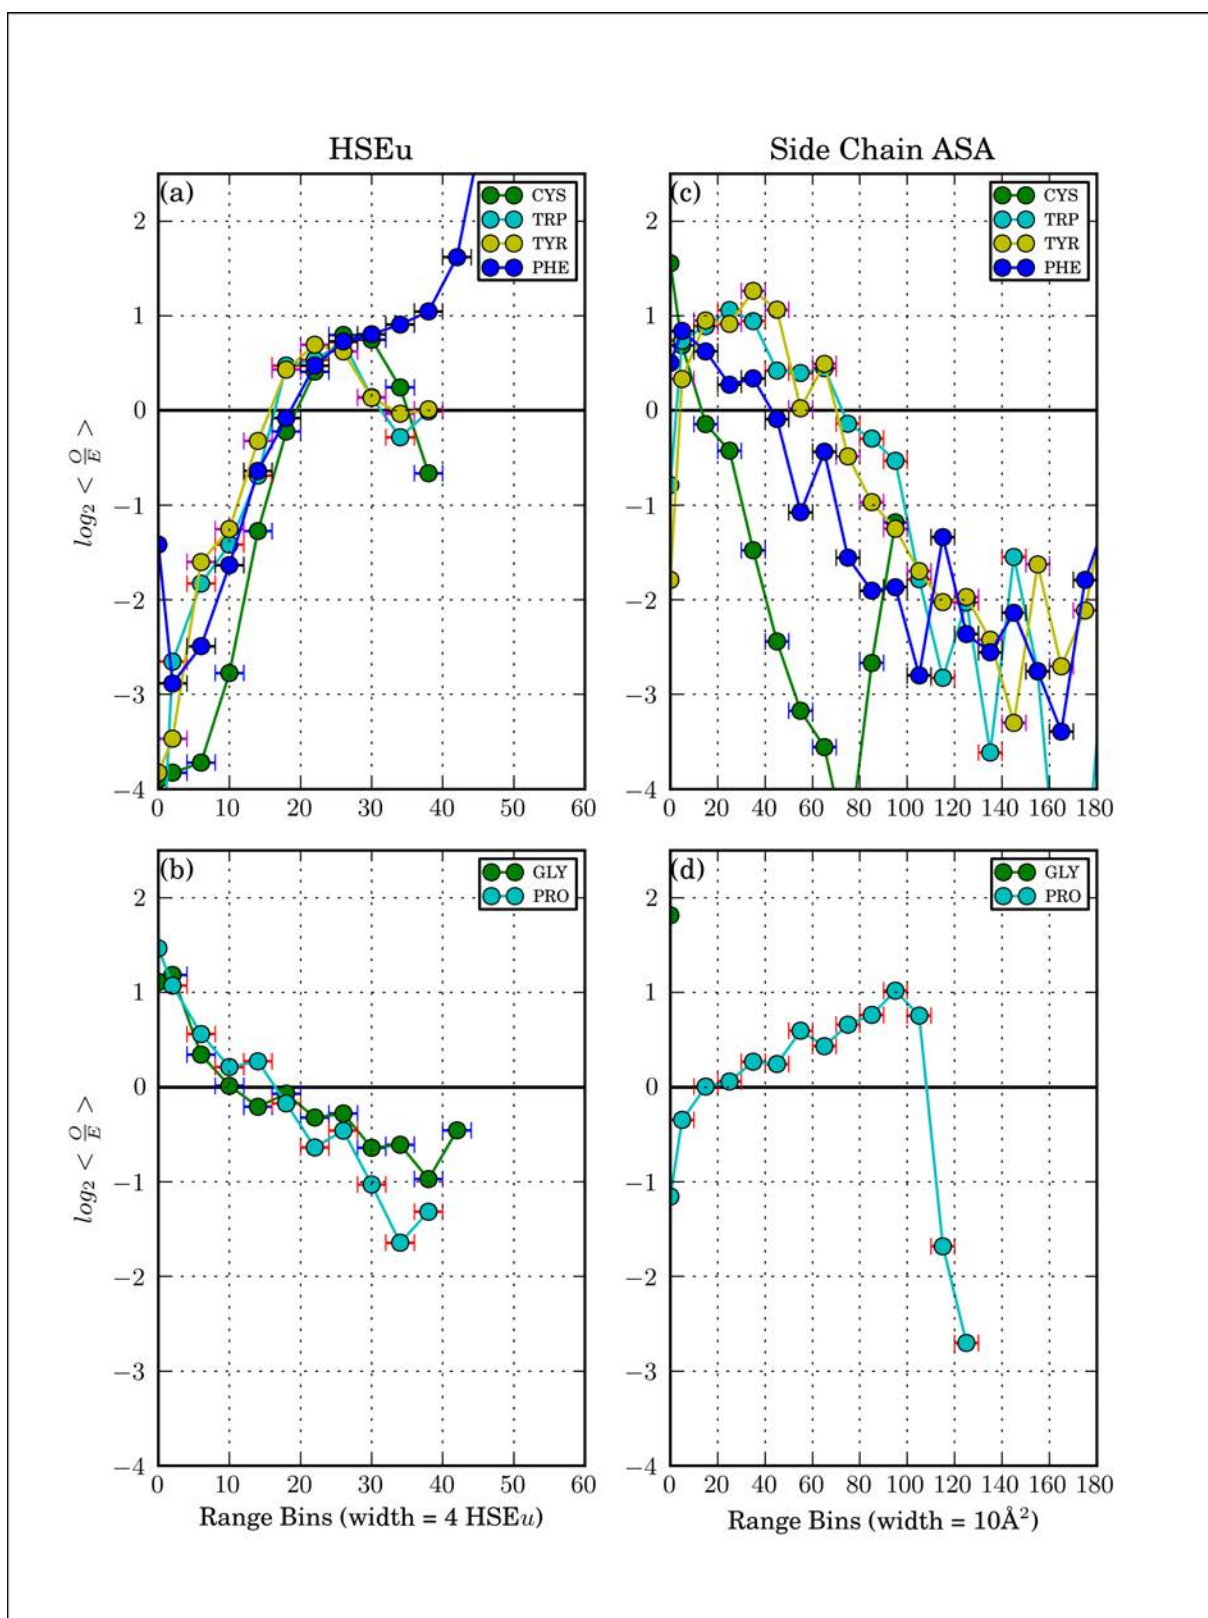 HSEu
Side Chain ASA
(a)
CYS
TRP
TYR
PHE
2
1
0
−1
−2
−3
−4
0 10 20 30 40 50 60
log₂ < O/E >
(c)
CYS
TRP
TYR
PHE
2
1
0
−1
−2
−3
−4
0 20 40 60 80 100 120 140 160 180
(b)
GLY
PRO
2
1
0
−1
−2
−3
−4
0 10 20 30 40 50 60
log₂ < O/E >
Range Bins (width = 4 HSEu)
(d)
GLY
PRO
2
1
0
−1
−2
−3
−4
0 20 40 60 80 100 120 140 160 180
Range Bins (width = 10Å²)